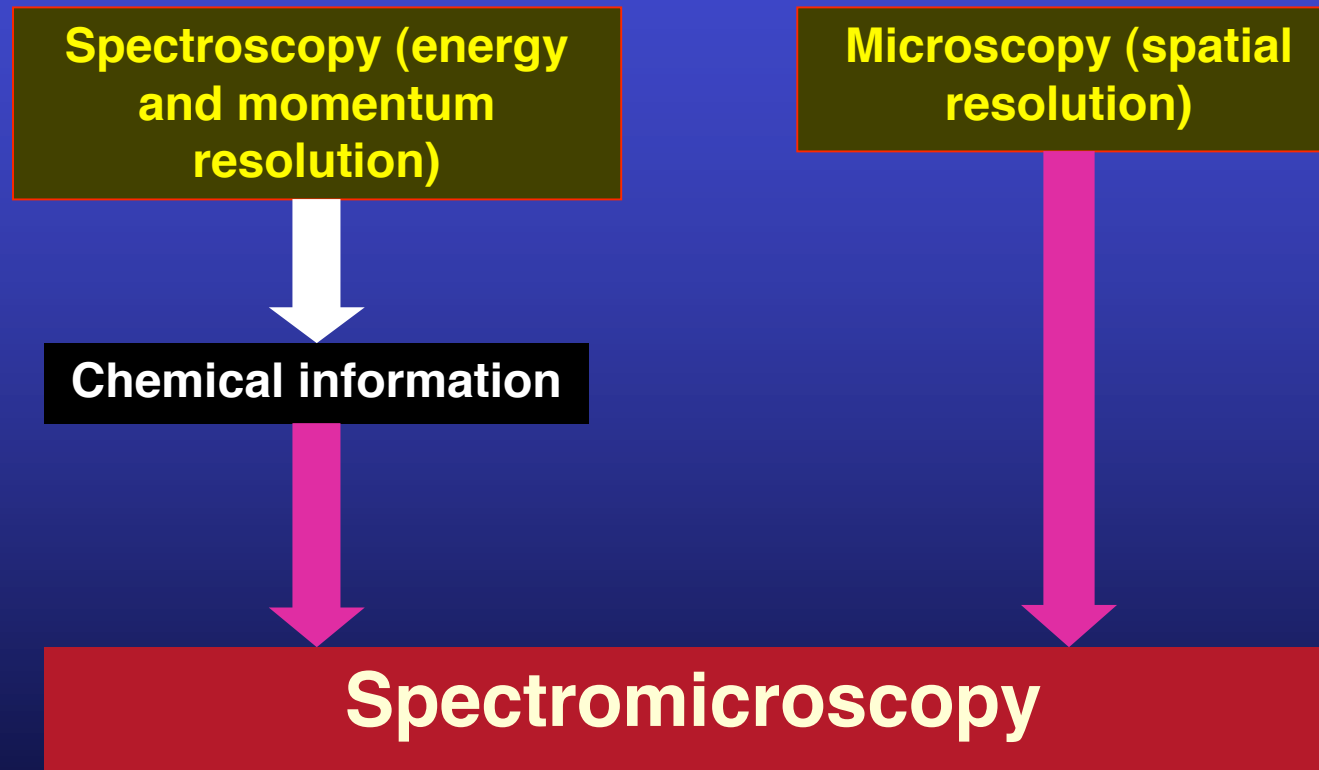 Spectroscopy (energy
and momentum
resolution)
Microscopy (spatial
resolution)
Chemical information
Spectromicroscopy